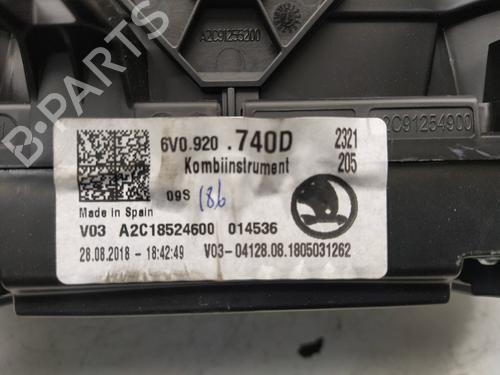 A2C91255200
2C91254900
6V0.920 .740D 2321
Kombiinstrument 205
09S 186
Made in Spain
V03 A2C18524600 014536
28.08.2018 - 18:42:49 V03-04128.08.1805031262
B-PARTS